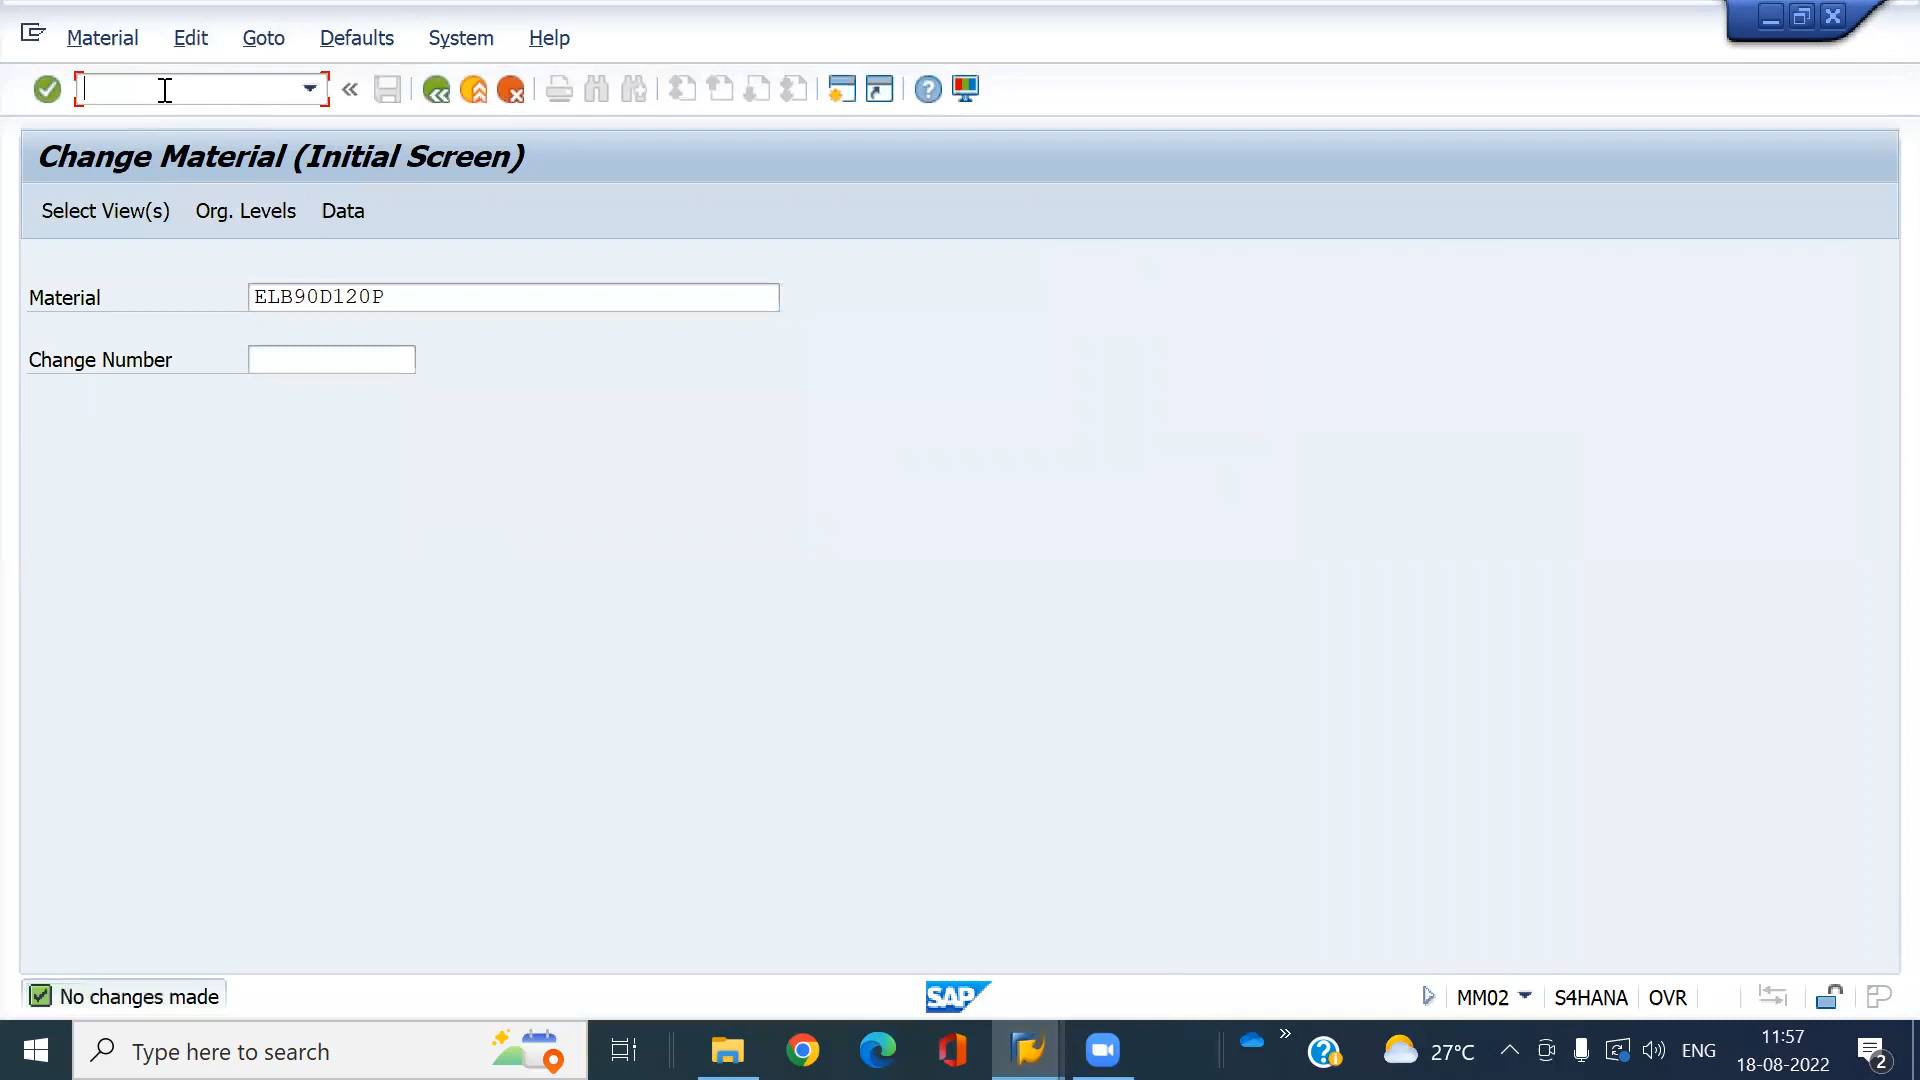 Material Edit Goto Defaults System Help
Change Material (Initial Screen)
Select View(s) Org. Levels Data
Material ELB90D120P
Change Number
No changes made
SAP
MM02 S4HANA OVR
Type here to search
27°C
ENG
11:57
18-08-2022
2